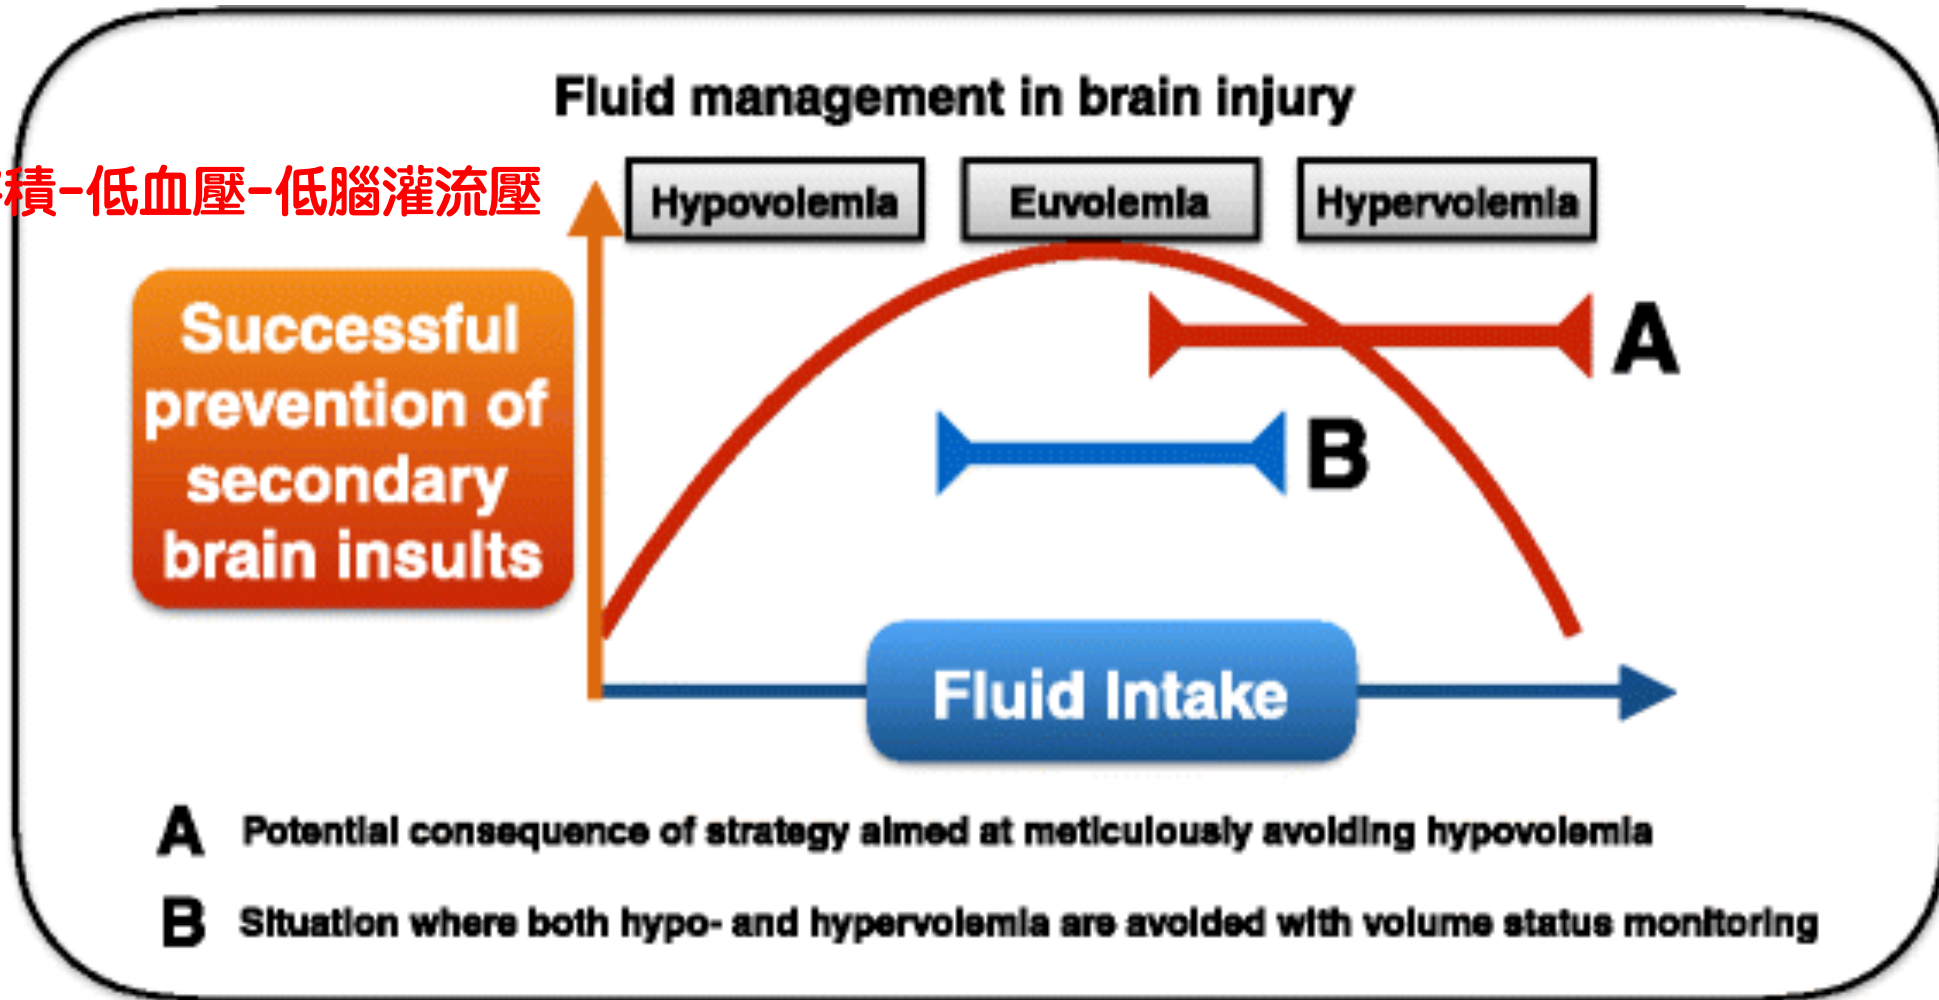 Fluid management in brain injury
積-低血壓-低腦灌流壓
Hypovolemia
Euvolemia
Hypervolemia
Successful
prevention of
secondary
brain insults
A
B
Fluid Intake
A Potential consequence of strategy aimed at meticulously avoiding hypovolemia
B Situation where both hypo- and hypervolemia are avoided with volume status monitoring